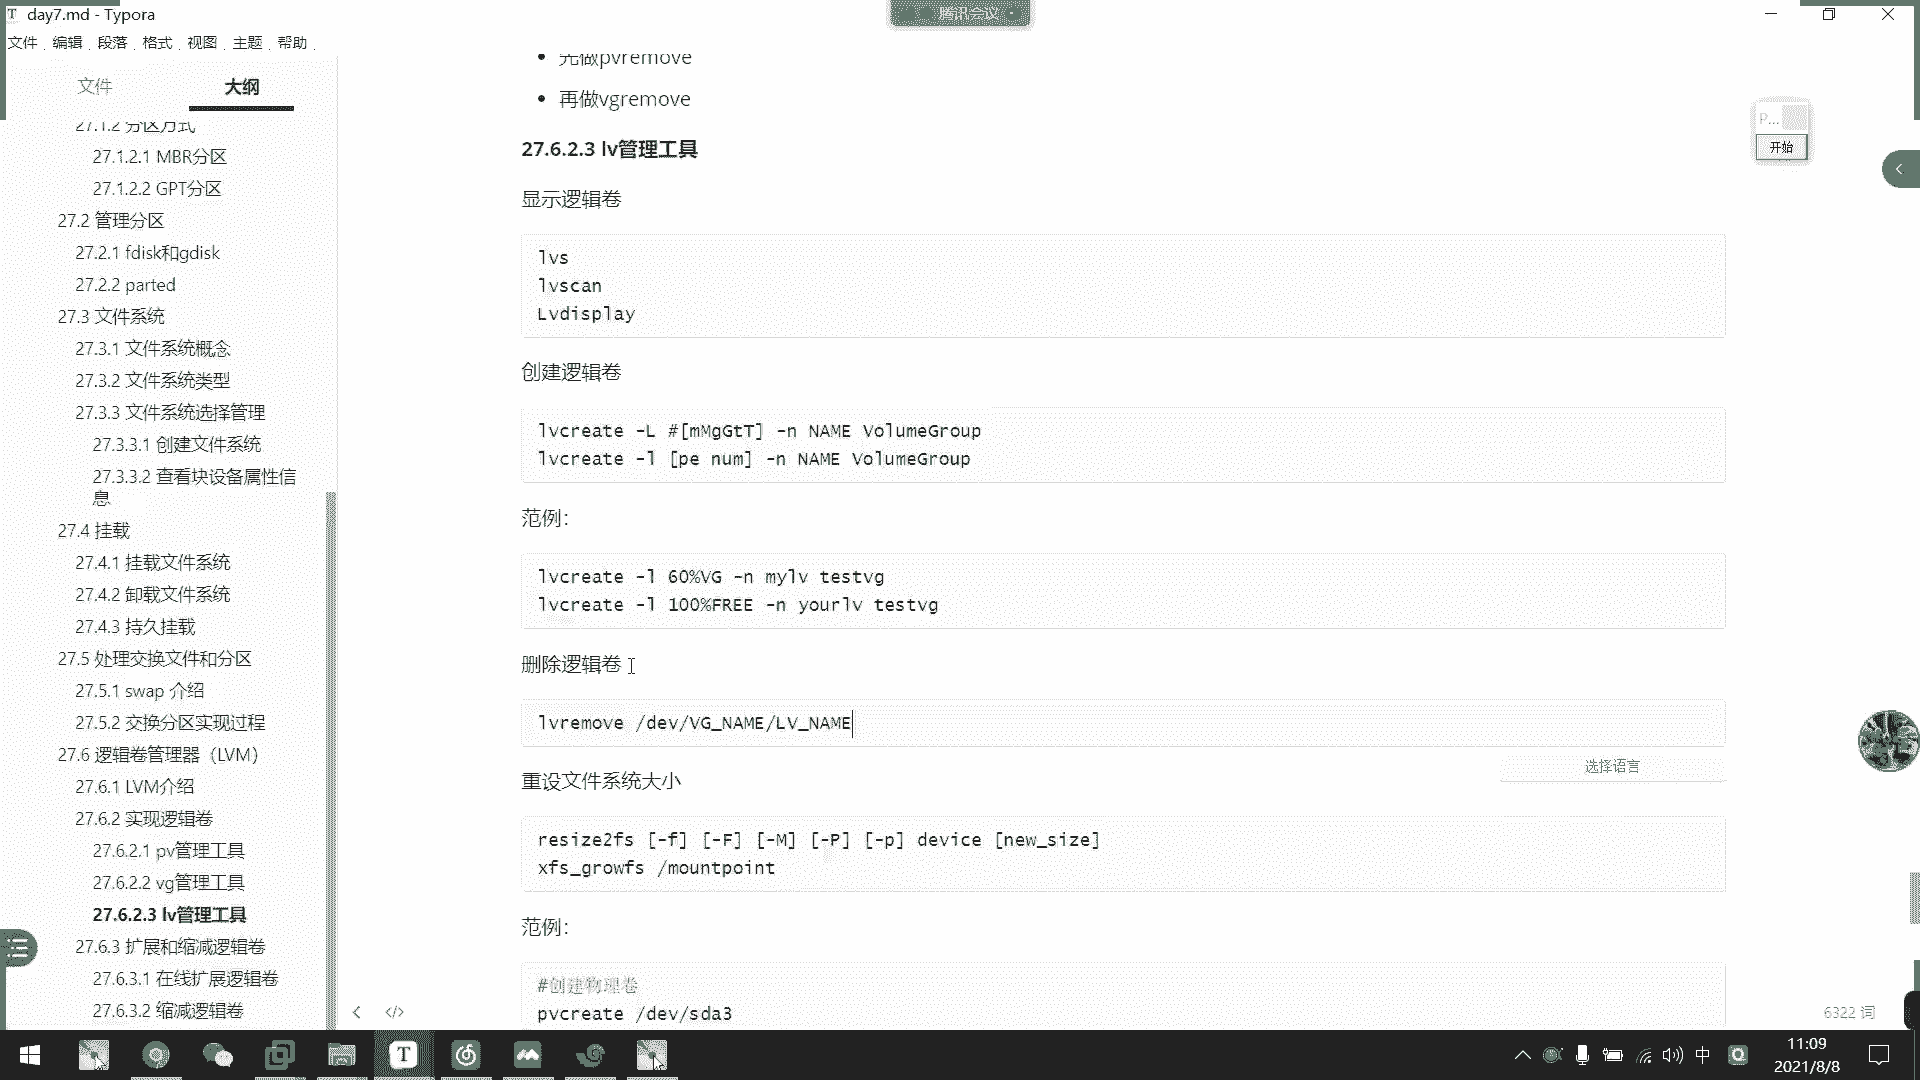 day7.md - Typora
腾讯会议
文件 编辑 段落 格式 视图 主题 帮助
文件
大纲
27.1.2 分区方式
27.1.2.1 MBR分区
27.1.2.2 GPT分区
27.2 管理分区
27.2.1 fdisk和gdisk
27.2.2 parted
27.3 文件系统
27.3.1 文件系统概念
27.3.2 文件系统类型
27.3.3 文件系统选择管理
27.3.3.1 创建文件系统
27.3.3.2 查看块设备属性信
息
27.4 挂载
27.4.1 挂载文件系统
27.4.2 卸载文件系统
27.4.3 持久挂载
27.5 处理交换文件和分区
27.5.1 swap 介绍
27.5.2 交换分区实现过程
27.6 逻辑卷管理器（LVM）
27.6.1 LVM介绍
27.6.2 实现逻辑卷
27.6.2.1 pv管理工具
27.6.2.2 vg管理工具
27.6.2.3 lv管理工具
27.6.3 扩展和缩减逻辑卷
27.6.3.1 在线扩展逻辑卷
27.6.3.2 缩减逻辑卷
先做pvremove
再做vgremove
27.6.2.3 lv管理工具
显示逻辑卷
lvs
lvscan
Lvdisplay
创建逻辑卷
lvcreate -L #[mMgGtT] -n NAME VolumeGroup
lvcreate -l [pe num] -n NAME VolumeGroup
范例：
lvcreate -l 60%VG -n mylv testvg
lvcreate -l 100%FREE -n yourlv testvg
删除逻辑卷
lvremove /dev/VG_NAME/LV_NAME
选择语言
重设文件系统大小
resize2fs [-f] [-F] [-M] [-P] [-p] device [new_size]
xfs_growfs /mountpoint
范例：
#创建物理卷
pvcreate /dev/sda3
P...
开始
6322 词
中
11:09
2021/8/8